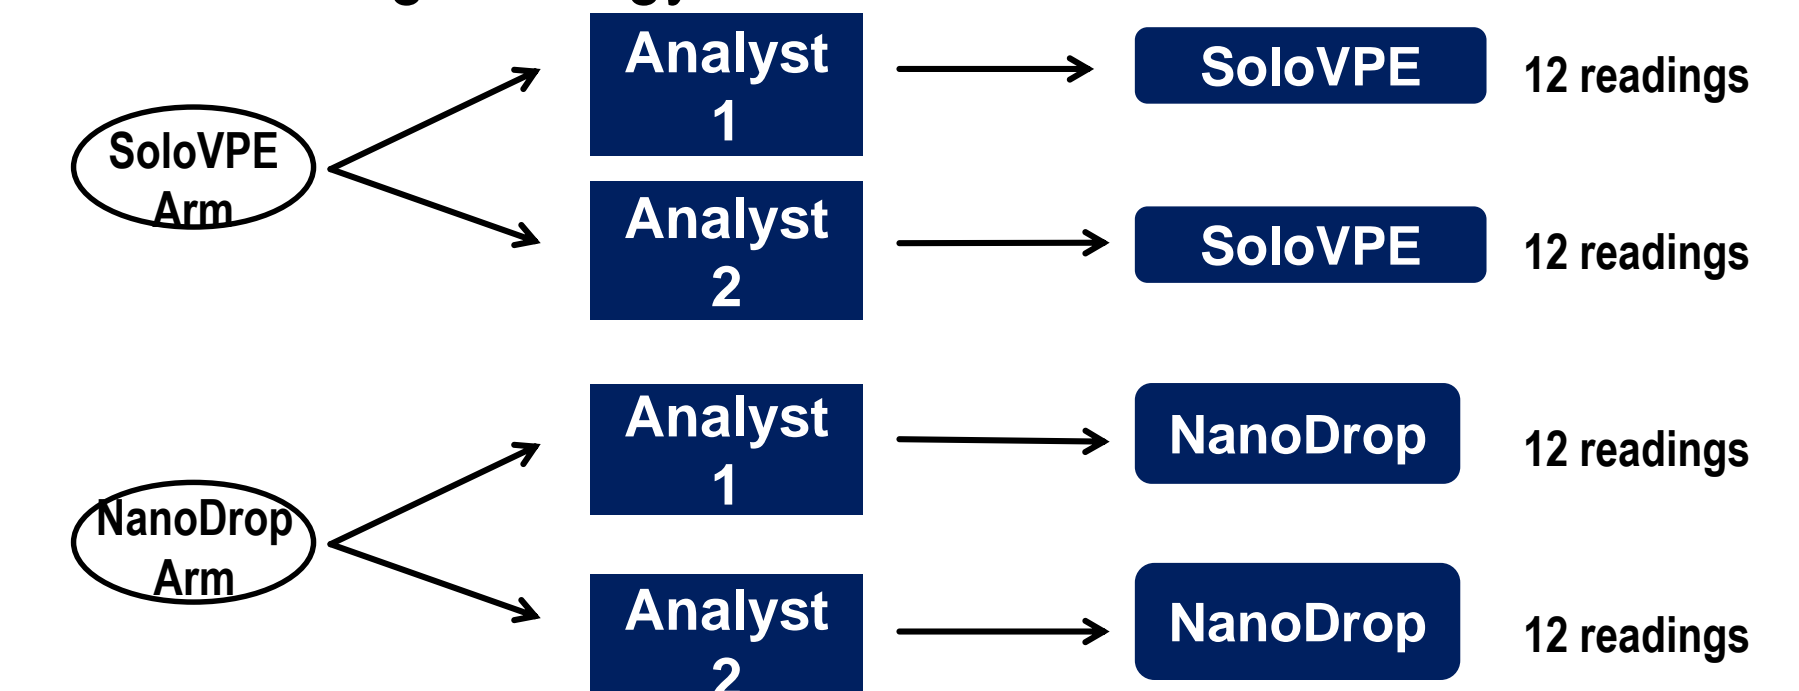 Analyst
1
SoloVPE
12 readings
SoloVPE
Arm
Analyst
2
SoloVPE
12 readings
Analyst
1
NanoDrop
12 readings
NanoDrop
Arm
Analyst
2
NanoDrop
12 readings